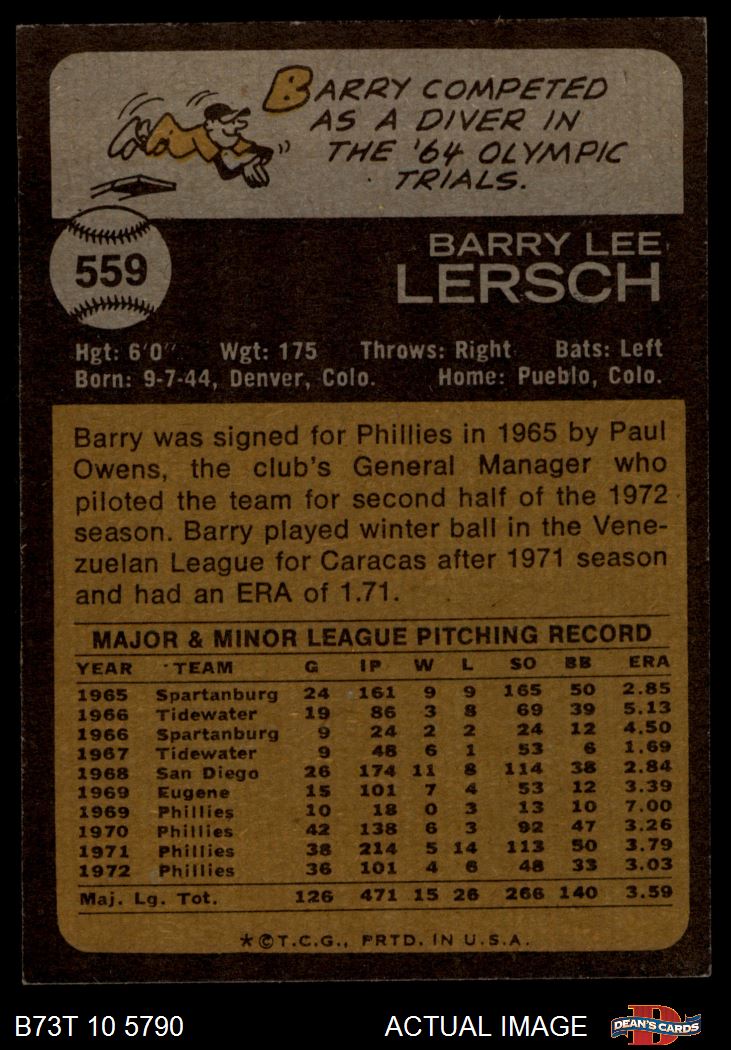 BARRY COMPETED
AS A DIVER IN
THE '64 OLYMPIC
TRIALS.
559
BARRY LEE
LERSCH
Hgt: 6'0" Wgt: 175 Throws: Right Bats: Left
Born: 9-7-44, Denver, Colo. Home: Pueblo, Colo.
Barry was signed for Phillies in 1965 by Paul
Owens, the club's General Manager who
piloted the team for second half of the 1972
season. Barry played winter ball in the Vene-
zuelan League for Caracas after 1971 season
and had an ERA of 1.71.
MAJOR & MINOR LEAGUE PITCHING RECORD
YEAR TEAM G IP W L SO BB ERA
1965 Spartanburg 24 161 9 9 165 50 2.85
1966 Tidewater 19 86 3 8 69 39 5.13
1966 Spartanburg 9 24 2 2 24 12 4.50
1967 Tidewater 9 48 6 1 53 6 1.69
1968 San Diego 26 174 11 8 114 38 2.84
1969 Eugene 15 101 7 4 53 12 3.39
1969 Phillies 10 18 0 3 13 10 7.00
1970 Phillies 42 138 6 3 92 47 3.26
1971 Phillies 38 214 5 14 113 50 3.79
1972 Phillies 36 101 4 6 48 33 3.03
Maj. Lg. Tot. 126 471 15 26 266 140 3.59
*©T.C.G., PRTD. IN U.S.A.
B73T 10 5790 ACTUAL IMAGE DEAN'S CARDS